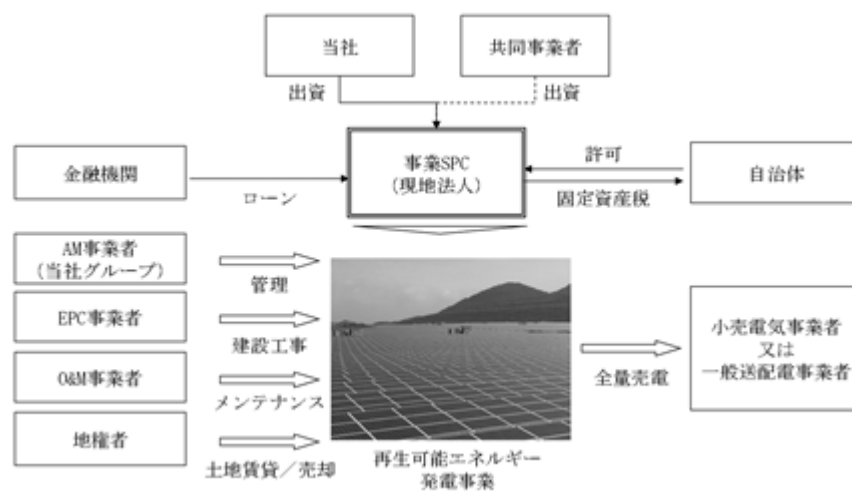 当社
共同事業者
出資
出資
金融機関
ローン
事業SPC
(現地法人)
許可
固定資産税
自治体
AM事業者
(当社グループ)
管理
EPC事業者
建設工事
O&M事業者
メンテナンス
地権者
土地賃貸／売却
再生可能エネルギー
発電事業
全量売電
小売電気事業者
又は
一般送配電事業者